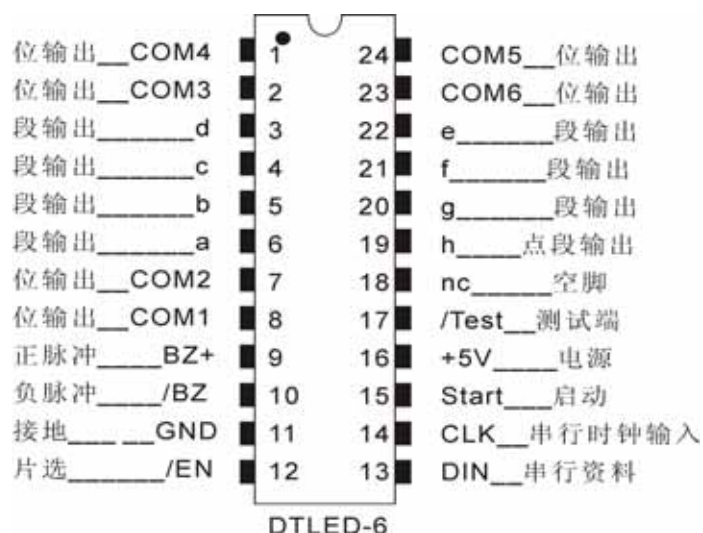 位输出__COM4 1 24 COM5__位输出
位输出__COM3 2 23 COM6__位输出
段输出_______d 3 22 e_______段输出
段输出_______c 4 21 f_______段输出
段输出_______b 5 20 g_______段输出
段输出_______a 6 19 h____点段输出
位输出__COM2 7 18 nc______空脚
位输出__COM1 8 17 /Test__测试端
正脉冲____BZ+ 9 16 +5V_____电源
负脉冲____/BZ 10 15 Start___启动
接地___ __GND 11 14 CLK__串行时钟输入
片选_______/EN 12 13 DIN__串行资料
DTLED-6